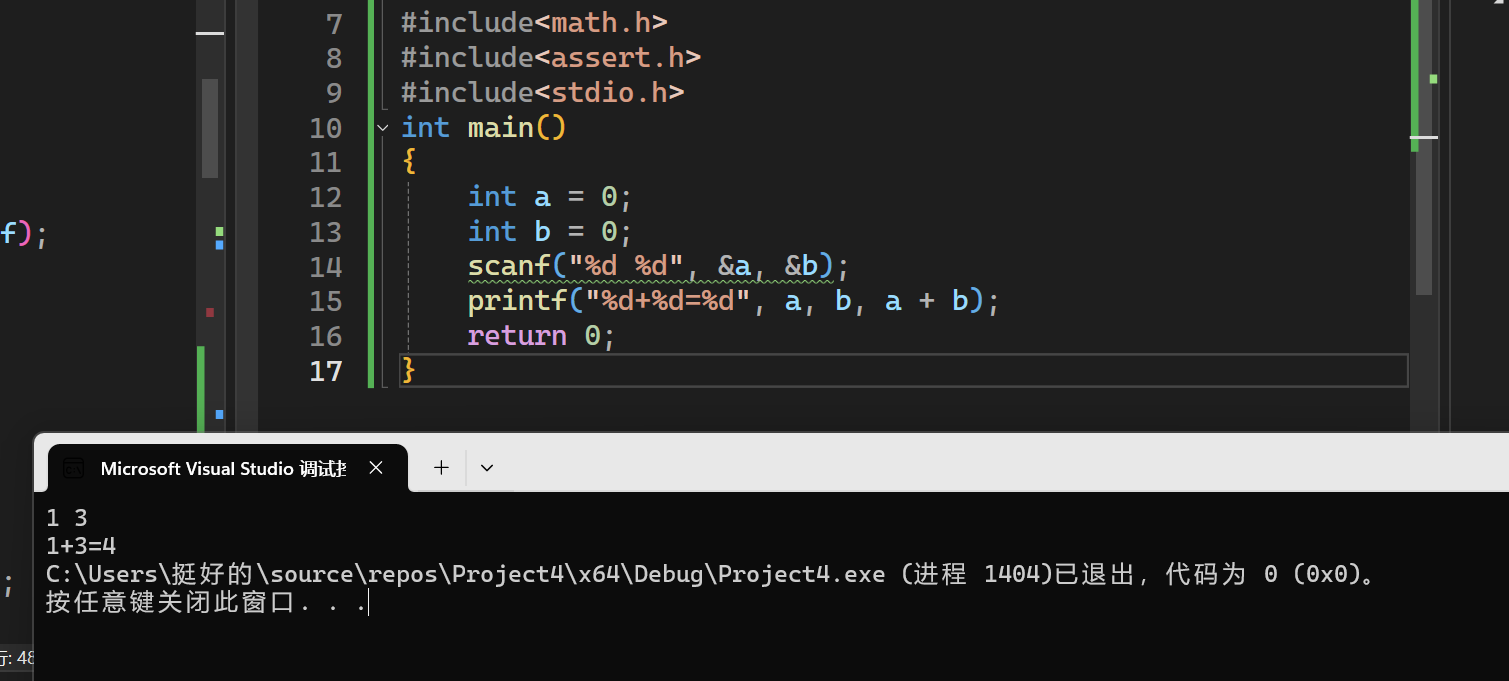 7 #include<math.h>
8 #include<assert.h>
9 #include<stdio.h>
10 int main()
11 {
12 int a = 0;
13 int b = 0;
f);
14 scanf("%d %d", &a, &b);
15 printf("%d+%d=%d", a, b, a + b);
16 return 0;
17 }
Microsoft Visual Studio 调试
1 3
1+3=4
C:\Users\挺好的\source\repos\Project4\x64\Debug\Project4.exe (进程 1404)已退出，代码为 0 (0x0)。
;
按任意键关闭此窗口. . .
行: 48